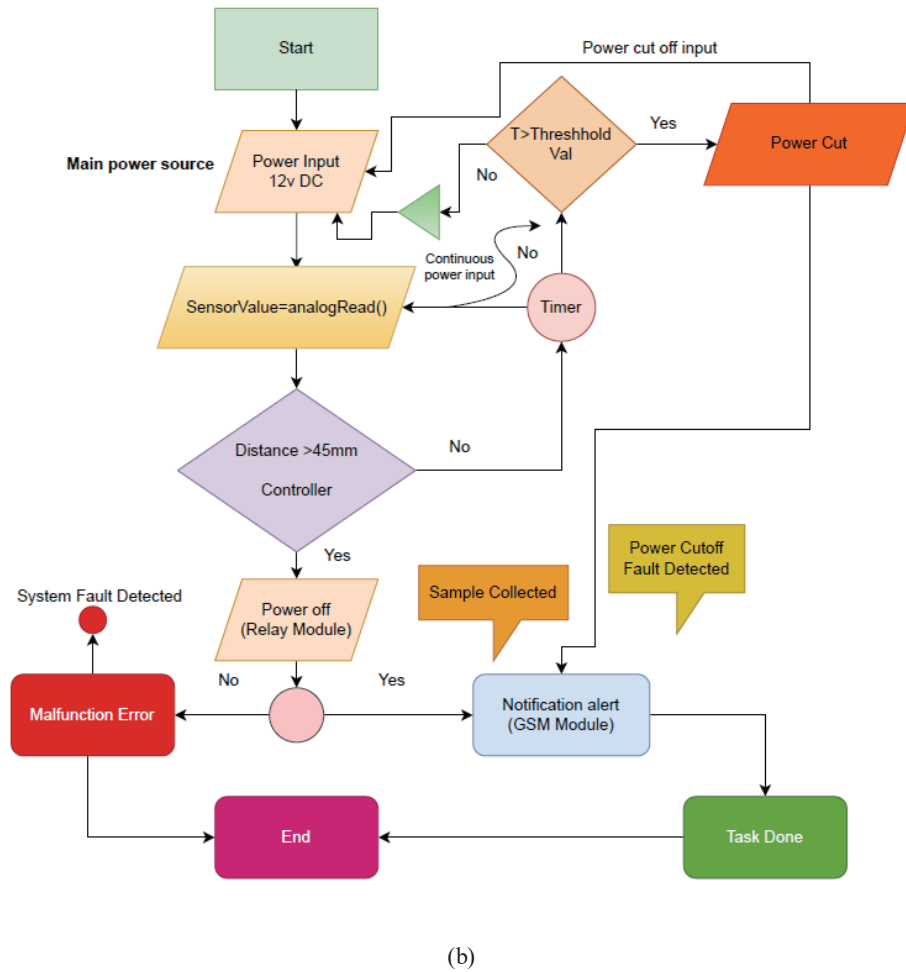 Start
Power cut off input
Main power source
Power Input
12v DC
T>Threshhold
Val
Yes
Power Cut
No
Continuous
power input
No
SensorValue=analogRead()
Timer
Distance >45mm
Controller
No
Yes
Power Cutoff
Fault Detected
Sample Collected
System Fault Detected
Power off
(Relay Module)
No
Yes
Malfunction Error
Notification alert
(GSM Module)
End
Task Done
(b)